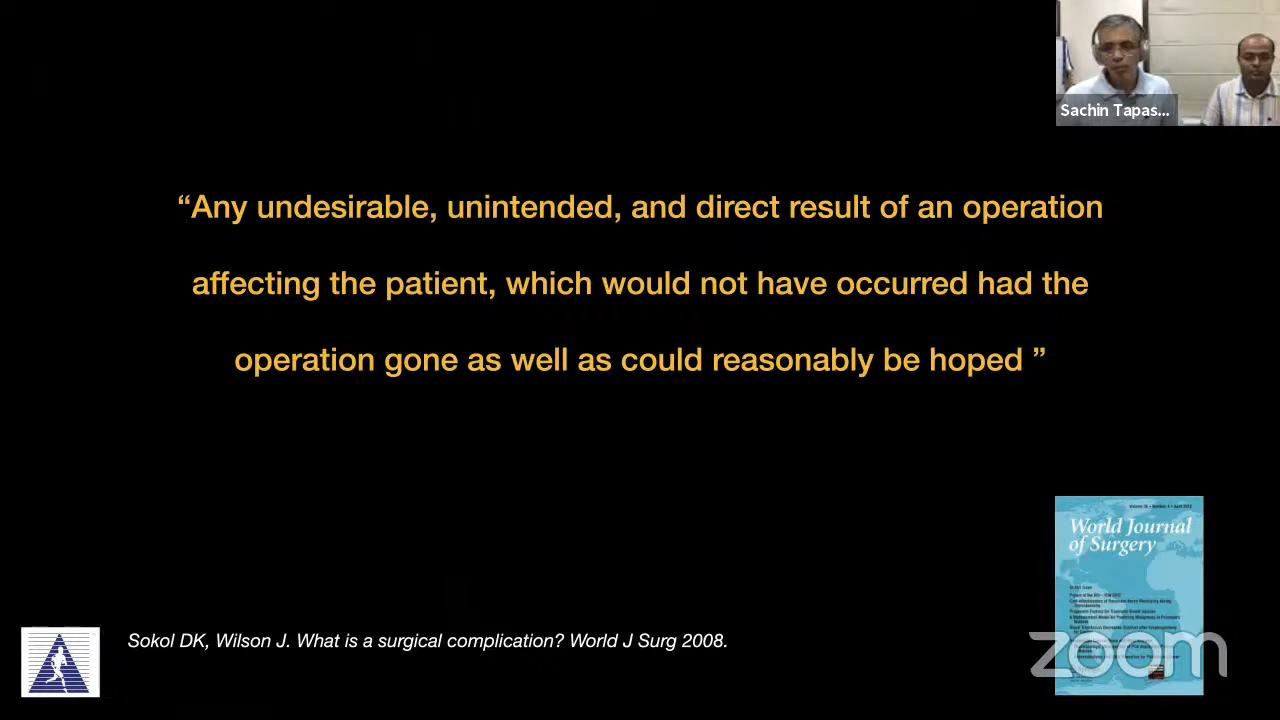 Sachin Tapas...
“Any undesirable, unintended, and direct result of an operation
affecting the patient, which would not have occurred had the
operation gone as well as could reasonably be hoped ”
World Journal
of Surgery
Sokol DK, Wilson J. What is a surgical complication? World J Surg 2008.
zoom